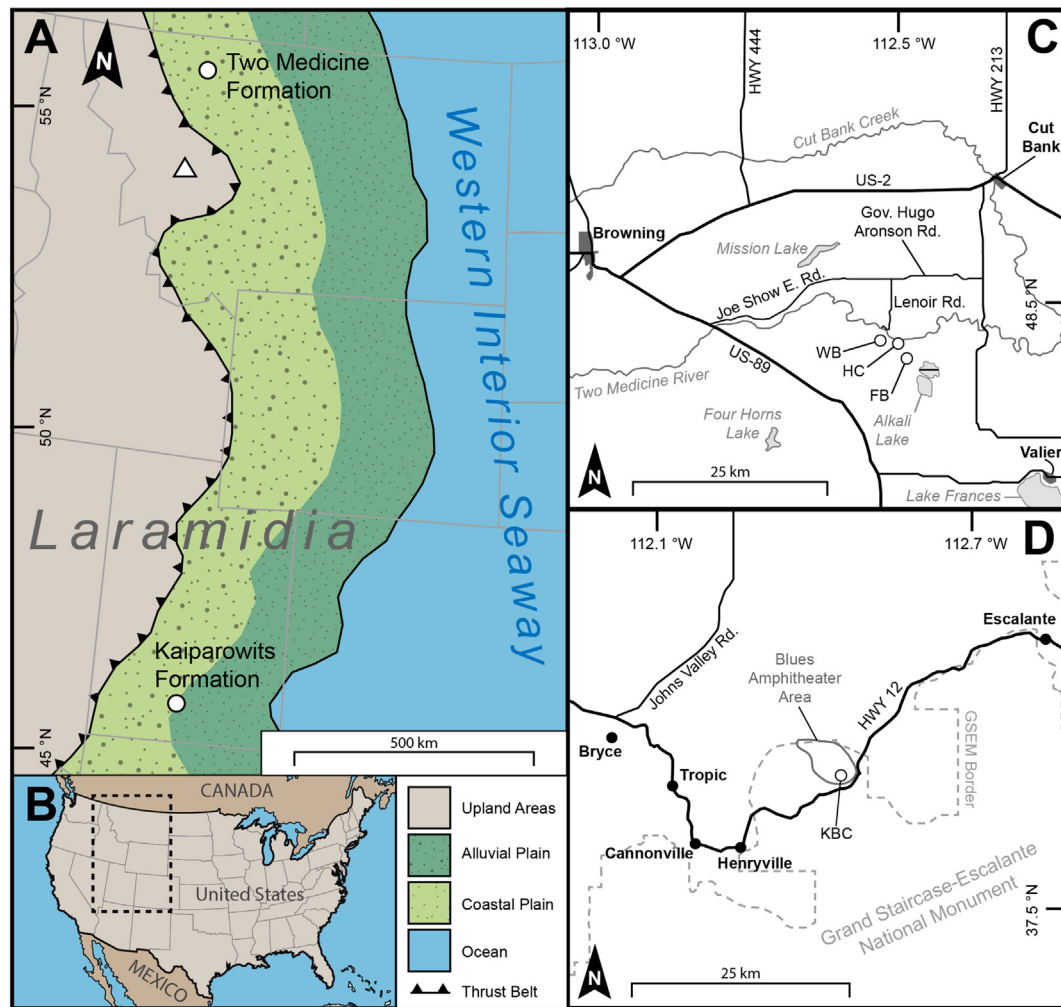 A
N
Two Medicine
Formation
55 °N
50 °N
45 °N
Western Interior Seaway
Laramidia
Kaiparowits
Formation
500 km
B
CANADA
United States
MEXICO
Upland Areas
Alluvial Plain
Coastal Plain
Ocean
Thrust Belt
C
113.0 °W
112.5 °W
HWY 444
HWY 213
Cut Bank Creek
Cut
Bank
US-2
Gov. Hugo
Aronson Rd.
Browning
Mission Lake
Joe Show E. Rd.
Lenoir Rd.
48.5 °N
WB
HC
FB
US-89
Two Medicine River
Alkali
Lake
Four Horns
Lake
Valier
Lake Frances
N
25 km
D
112.1 °W
112.7 °W
Escalante
Johns Valley Rd.
Blues
Amphitheater
Area
HWY 12
Bryce
Tropic
GSEM Border
KBC
Cannonville
Henryville
Grand Staircase-Escalante
National Monument
37.5 °N
N
25 km